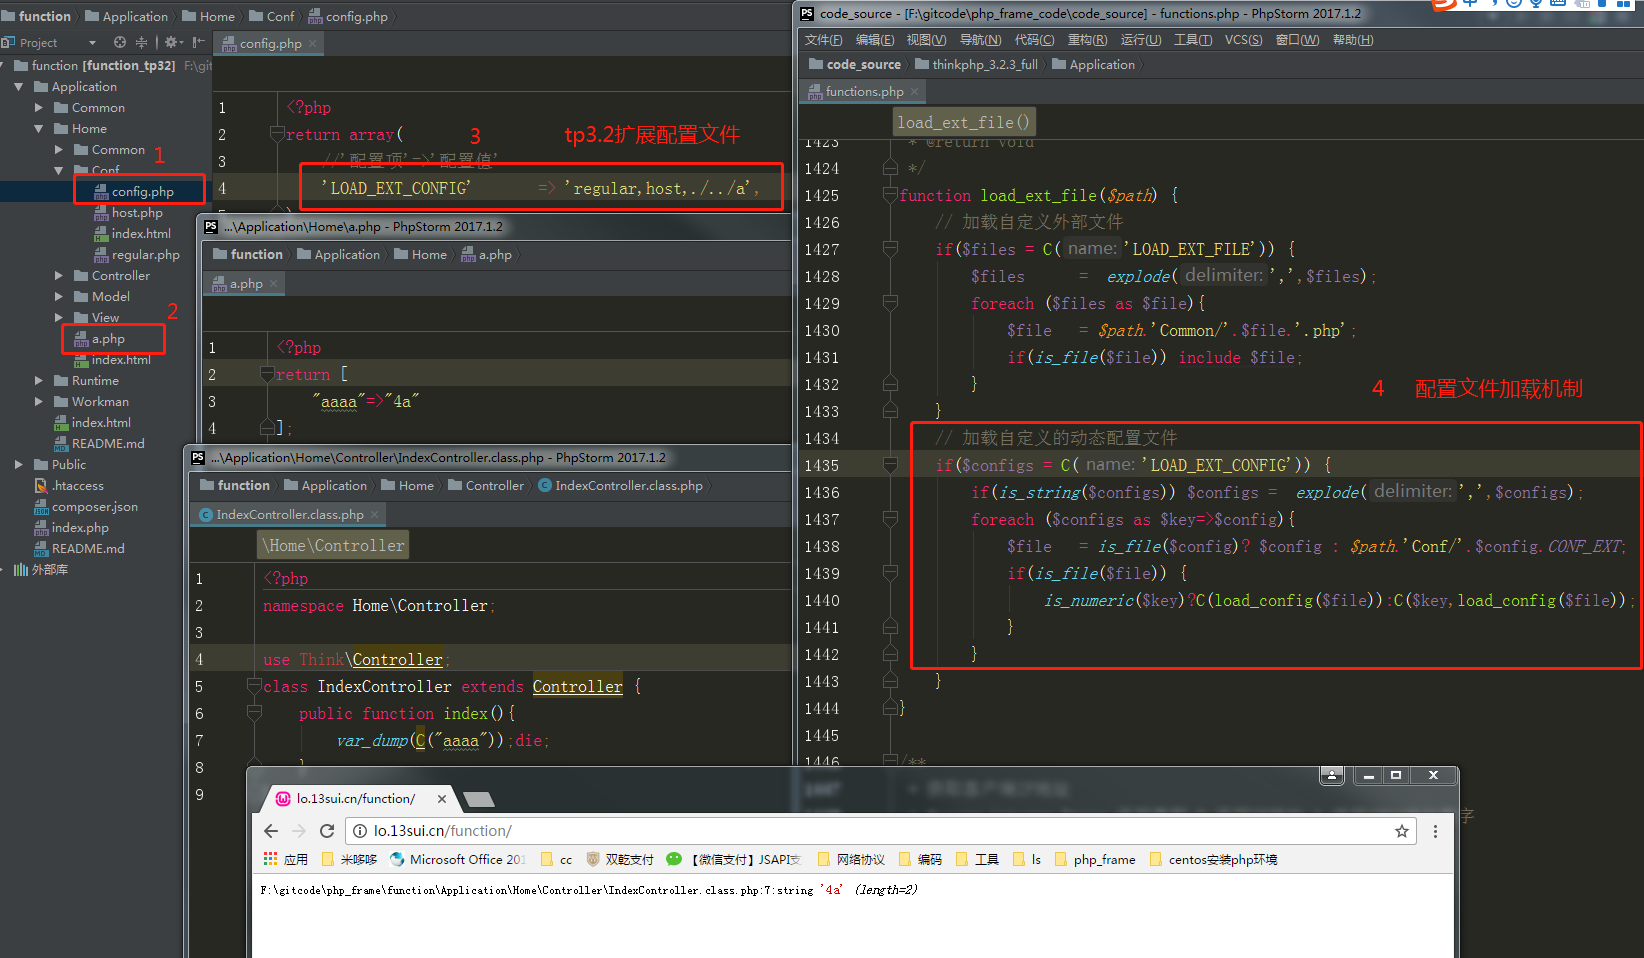 function
Application
Home
Conf
config.php
Project
function [function_tp32] F:\git
Application
Common
Home
Common
1
Conf
config.php
host.php
index.html
regular.php
Controller
Model
View
2
a.php
index.html
Runtime
Workman
index.html
README.md
Public
.htaccess
composer.json
index.php
README.md
外部库
config.php
1 <?php
2 return array(
3 tp3.2扩展配置文件
3 //'配置项'=>'配置值'
4 'LOAD_EXT_CONFIG' => 'regular,host,./../a',
...\Application\Home\a.php - PhpStorm 2017.1.2
function Application Home a.php
a.php
1 <?php
2 return [
3 "aaaa"=>"4a"
4 ];
...\Application\Home\Controller\IndexController.class.php - PhpStorm 2017.1.2
function Application Home Controller IndexController.class.php
IndexController.class.php
\Home\Controller
1 <?php
2 namespace Home\Controller;
3
4 use Think\Controller;
5 class IndexController extends Controller {
6 public function index(){
7 var_dump(C("aaaa"));die;
8 }
9
code_source - [F:\gitcode\php_frame_code\code_source] - functions.php - PhpStorm 2017.1.2
文件(F) 编辑(E) 视图(V) 导航(N) 代码(C) 重构(R) 运行(U) 工具(T) VCS(S) 窗口(W) 帮助(H)
code_source thinkphp_3.2.3_full Application
functions.php
load_ext_file()
1423 * @return void
1424 */
1425 function load_ext_file($path) {
1426 // 加载自定义外部文件
1427 if($files = C( name: 'LOAD_EXT_FILE')) {
1428 $files = explode( delimiter: ',',$files);
1429 foreach ($files as $file){
1430 $file = $path.'Common/'.$file.'.php';
1431 if(is_file($file)) include $file;
1432 }
4 配置文件加载机制
1433 }
1434 // 加载自定义的动态配置文件
1435 if($configs = C( name: 'LOAD_EXT_CONFIG')) {
1436 if(is_string($configs)) $configs = explode( delimiter: ',',$configs);
1437 foreach ($configs as $key=>$config){
1438 $file = is_file($config)? $config : $path.'Conf/'.$config.CONF_EXT;
1439 if(is_file($file)) {
1440 is_numeric($key)?C(load_config($file)):C($key,load_config($file));
1441 }
1442 }
1443 }
1444 }
1445
1446 /**
lo.13sui.cn/function/
lo.13sui.cn/function/
应用 米哆哆 Microsoft Office 201 cc 双乾支付 【微信支付】JSAPI支 网络协议 编码 工具 ls php_frame centos安装php环境
F:\gitcode\php_frame\function\Application\Home\Controller\IndexController.class.php:7:string '4a' (length=2)